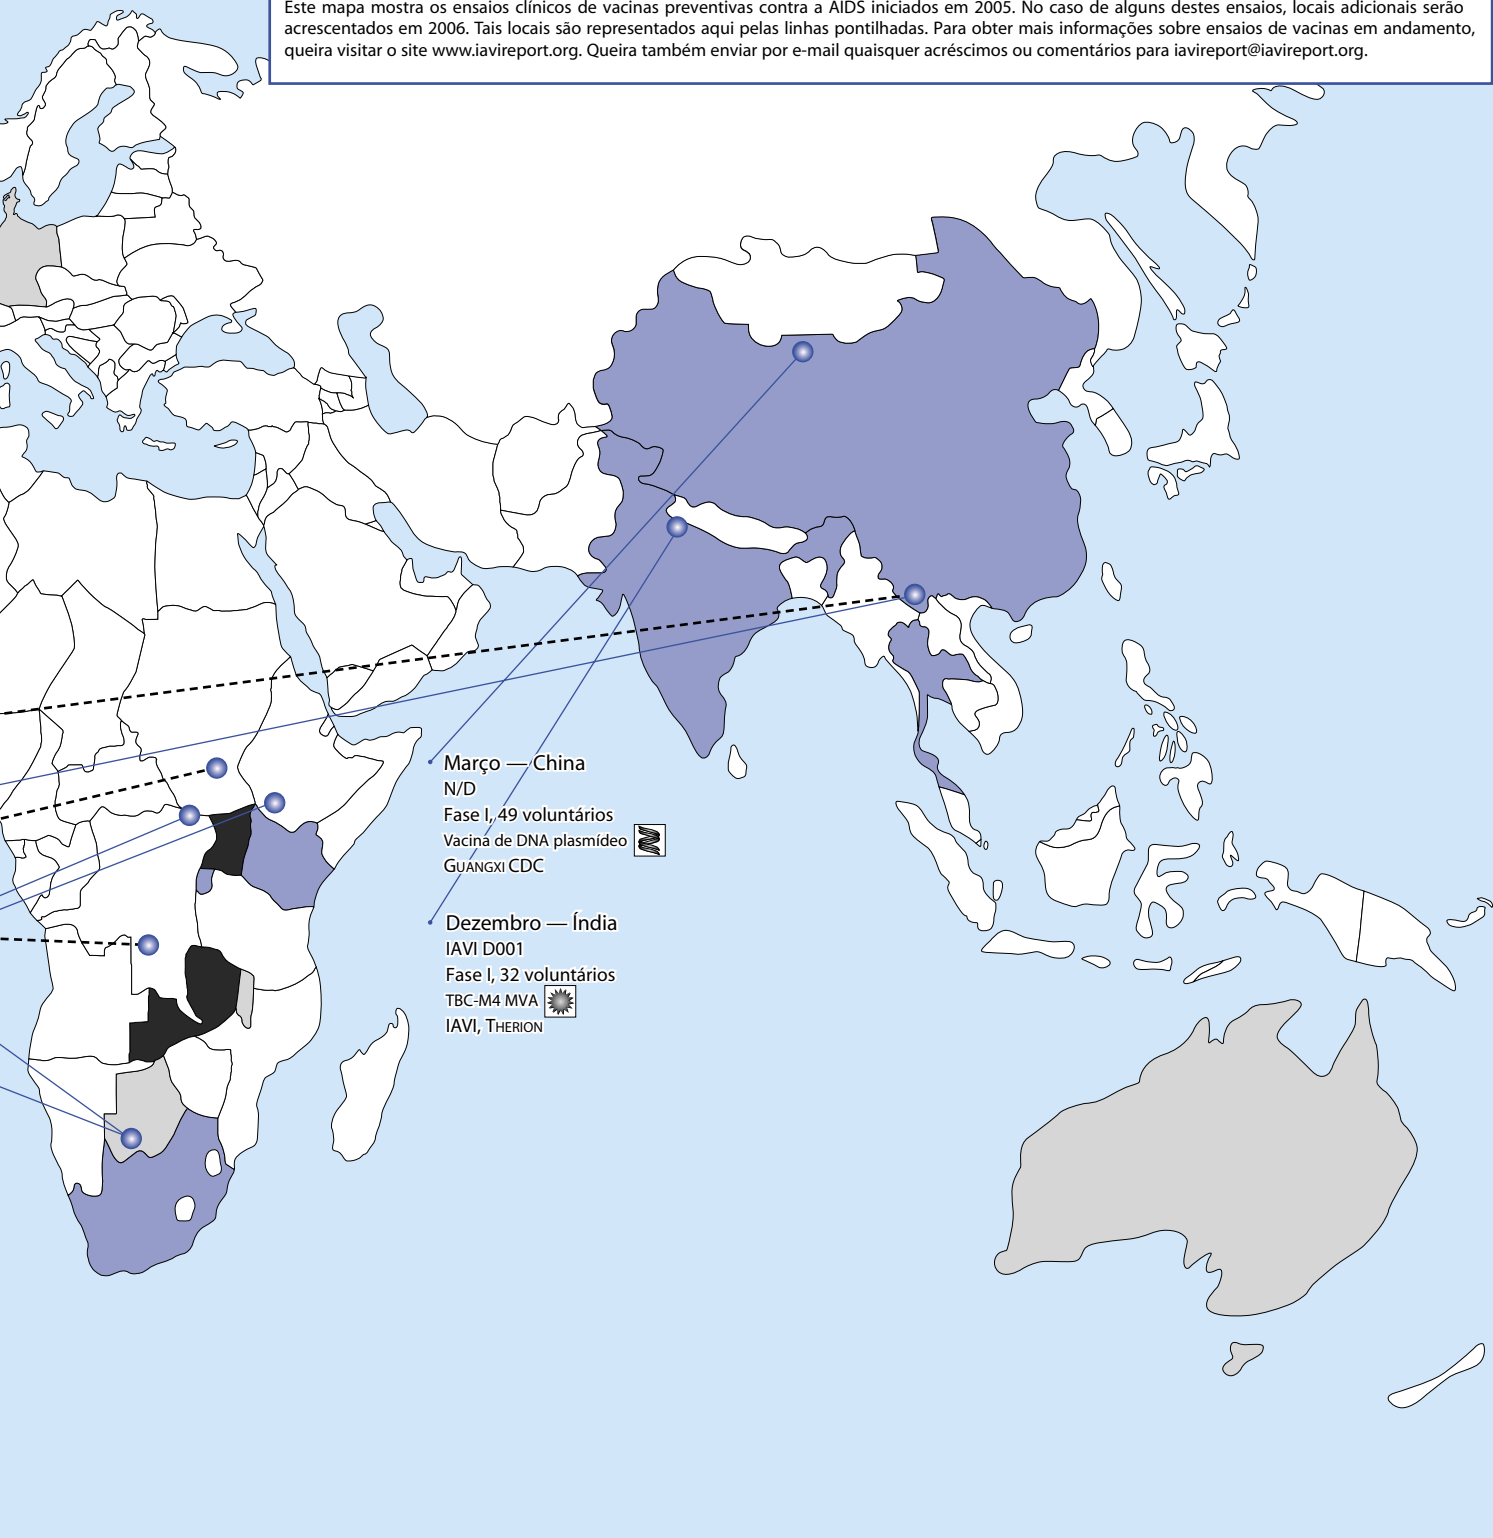 Este mapa mostra os ensaios clínicos de vacinas preventivas contra a AIDS iniciados em 2005. No caso de alguns destes ensaios, locais adicionais serão
acrescentados em 2006. Tais locais são representados aqui pelas linhas pontilhadas. Para obter mais informações sobre ensaios de vacinas em andamento,
queira visitar o site www.iavireport.org. Queira também enviar por e-mail quaisquer acréscimos ou comentários para iavireport@iavireport.org.
Março — China
N/D
Fase I, 49 voluntários
Vacina de DNA plasmídeo
GUANGXI CDC
Dezembro — Índia
IAVI D001
Fase I, 32 voluntários
TBC-M4 MVA
IAVI, THERION